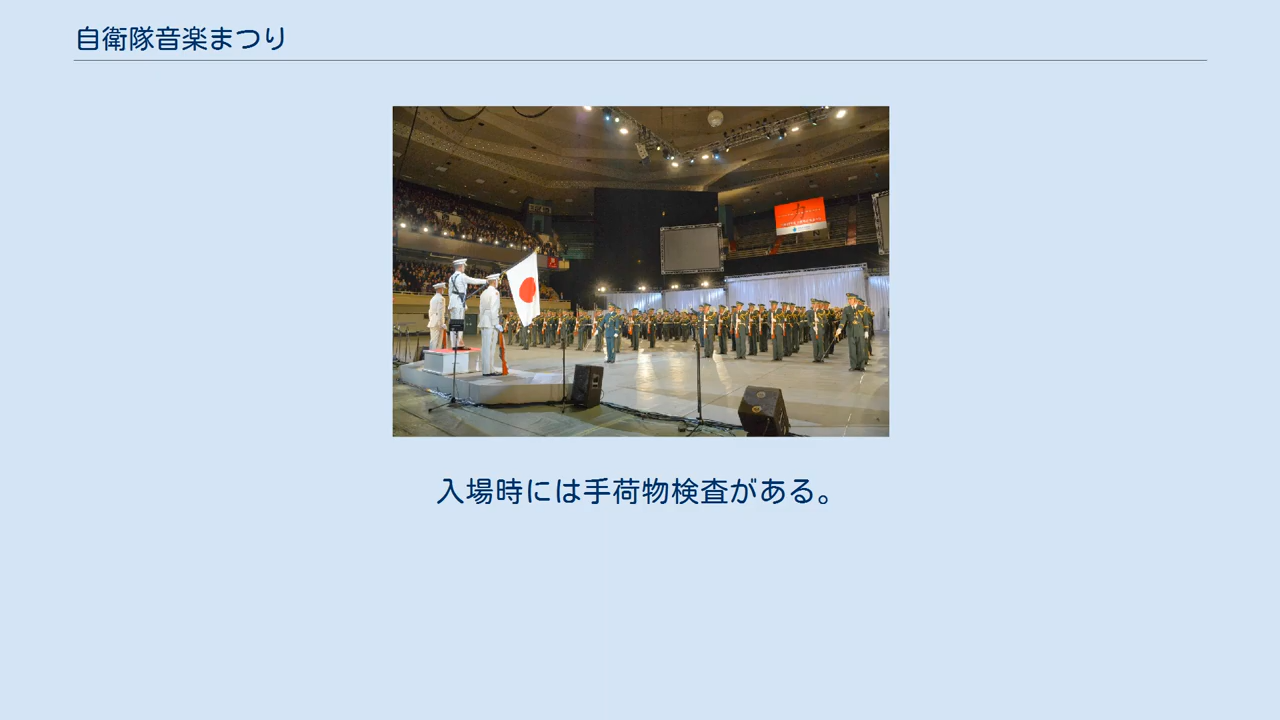 自衛隊音楽まつり
力
入場時には手荷物検査がある。